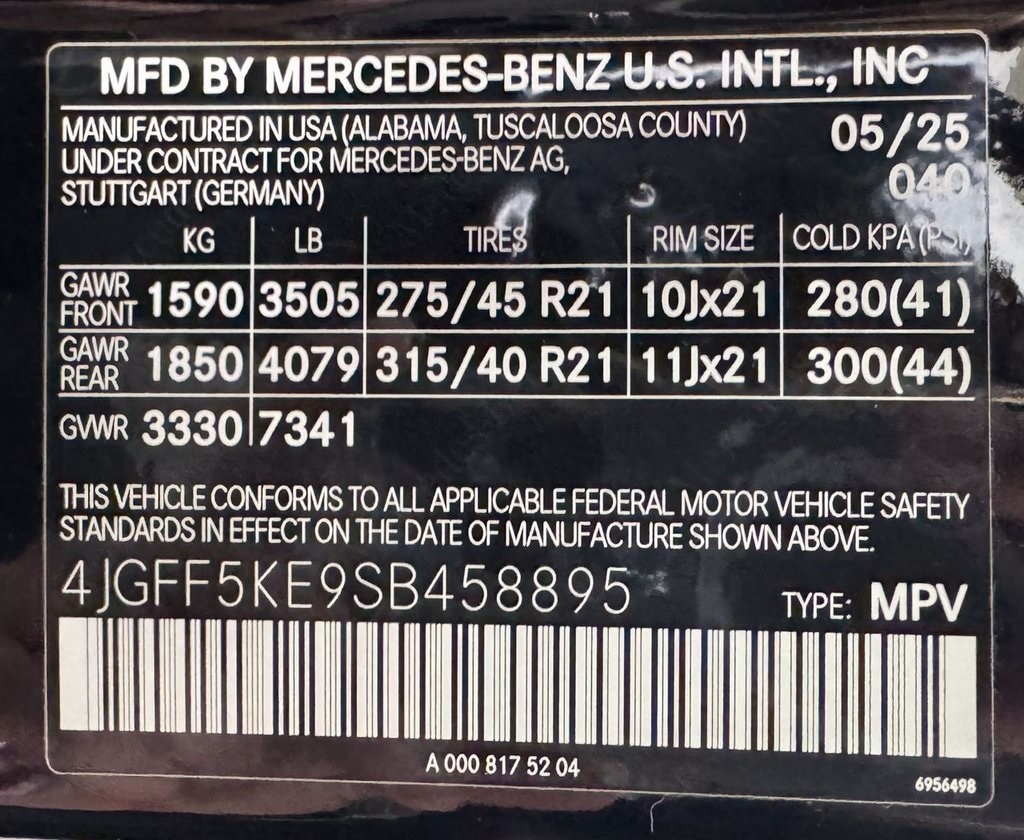 MFD BY MERCEDES-BENZ U.S. INTL., INC
MANUFACTURED IN USA (ALABAMA, TUSCALOOSA COUNTY) 05/25
UNDER CONTRACT FOR MERCEDES-BENZ AG,
STUTTGART (GERMANY) 040
KG LB TIRES RIM SIZE COLD KPA (PSI)
GAWR FRONT 1590 3505 275/45 R21 10Jx21 280(41)
GAWR REAR 1850 4079 315/40 R21 11Jx21 300(44)
GVWR 3330 7341
THIS VEHICLE CONFORMS TO ALL APPLICABLE FEDERAL MOTOR VEHICLE SAFETY
STANDARDS IN EFFECT ON THE DATE OF MANUFACTURE SHOWN ABOVE.
4JGFF5KE9SB458895 TYPE: MPV
A 000 817 52 04
6956498